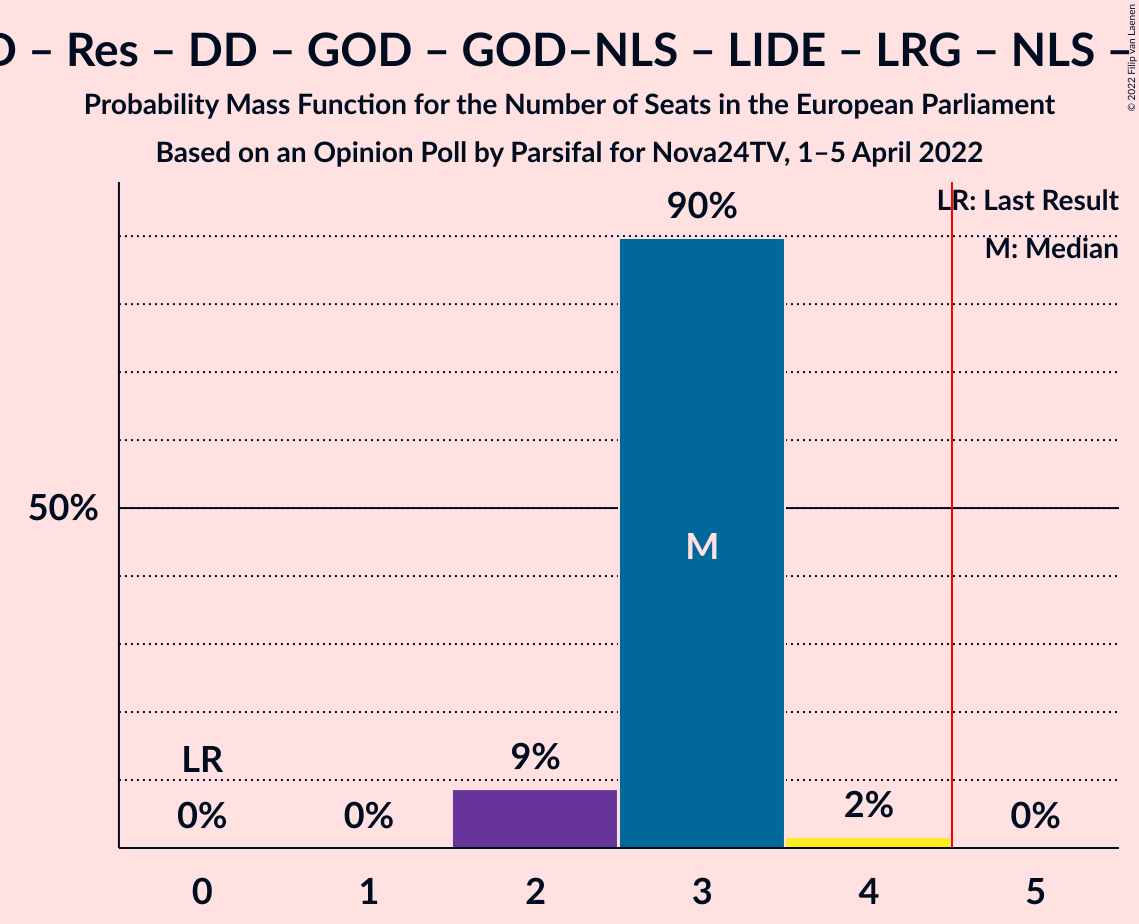 – Res – DD – GOD – GOD–NLS – LIDE – LRG – NLS –
Probability Mass Function for the Number of Seats in the European Parliament
Based on an Opinion Poll by Parsifal for Nova24TV, 1–5 April 2022
© 2022 Filip van Laenen
LR: Last Result
M: Median
90%
50%
M
LR
9%
2%
0%
0%
0%
0
1
2
3
4
5